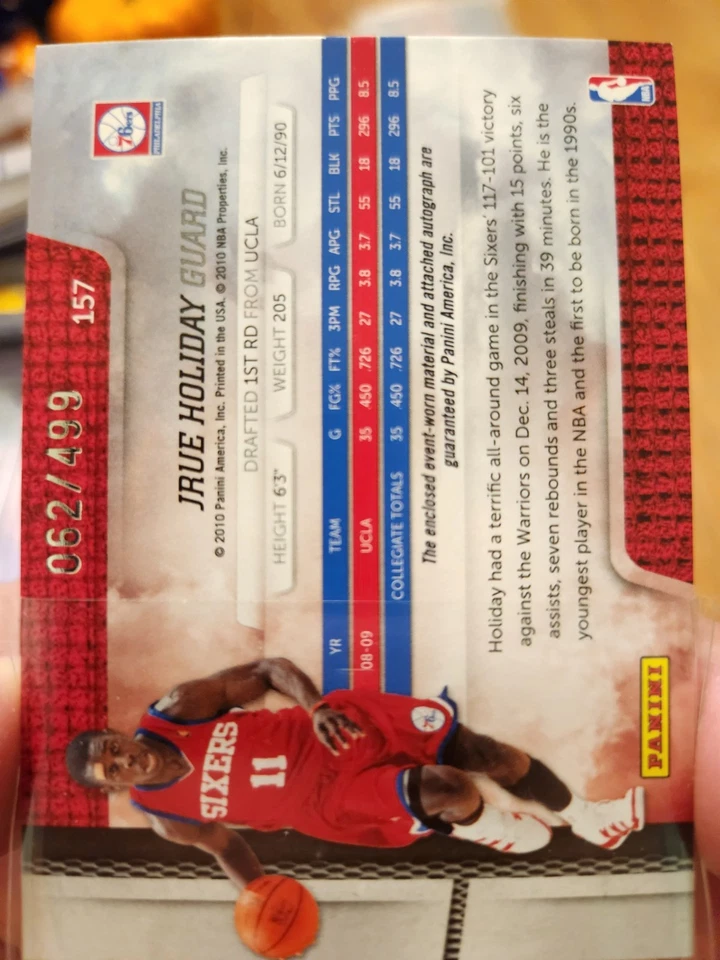 062/499
157
76ers
PHILADELPHIA
JRUE HOLIDAY GUARD
© 2010 Panini America, Inc. Printed in the USA. © 2010 NBA Properties, Inc.
DRAFTED 1ST RD FROM UCLA
HEIGHT 6'3" WEIGHT 205 BORN 6/12/90
YR TEAM G FG% FT% 3PM RPG APG STL BLK PTS PPG
08-09 UCLA 35 .450 .726 27 3.8 3.7 55 18 296 8.5
COLLEGIATE TOTALS 35 .450 .726 27 3.8 3.7 55 18 296 8.5
The enclosed event-worn material and attached autograph are
guaranteed by Panini America, Inc.
Holiday had a terrific all-around game in the Sixers' 117-101 victory
against the Warriors on Dec. 14, 2009, finishing with 15 points, six
assists, seven rebounds and three steals in 39 minutes. He is the
youngest player in the NBA and the first to be born in the 1990s.
SIXERS
11
76
PANINI
NBA